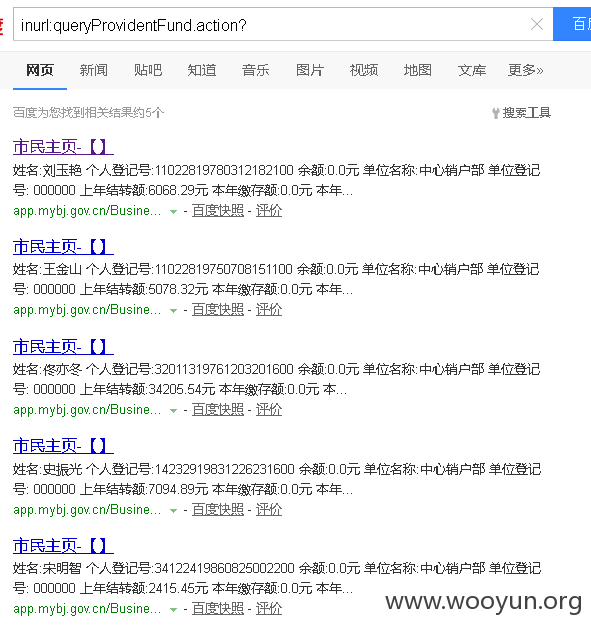 inurl:queryProvidentFund.action?
网页 新闻 贴吧 知道 音乐 图片 视频 地图 文库 更多»
百度为您找到相关结果约5个 搜索工具
市民主页-【】
姓名:刘玉艳 个人登记号:11022819780312182100 余额:0.0元 单位名称:中心销户部 单位登记
号: 000000 上年结转额:6068.29元 本年缴存额:0.0元 本年...
app.mybj.gov.cn/Busine... - 百度快照 - 评价
市民主页-【】
姓名:王金山 个人登记号:11022819750708151100 余额:0.0元 单位名称:中心销户部 单位登记
号: 000000 上年结转额:5078.32元 本年缴存额:0.0元 本年...
app.mybj.gov.cn/Busine... - 百度快照 - 评价
市民主页-【】
姓名:佟亦冬 个人登记号:32011319761203201600 余额:0.0元 单位名称:中心销户部 单位登记
号: 000000 上年结转额:34205.54元 本年缴存额:0.0元 本...
app.mybj.gov.cn/Busine... - 百度快照 - 评价
市民主页-【】
姓名:史振光 个人登记号:14232919831226231600 余额:0.0元 单位名称:中心销户部 单位登记
号: 000000 上年结转额:7094.89元 本年缴存额:0.0元 本年...
app.mybj.gov.cn/Busine... - 百度快照 - 评价
市民主页-【】
姓名:宋明智 个人登记号:34122419860825002200 余额:0.0元 单位名称:中心销户部 单位登记
号: 000000 上年结转额:2415.45元 本年缴存额:0.0元 本年...
app.mybj.gov.cn/Busine... - 百度快照 - 评价
www.wooyun.org